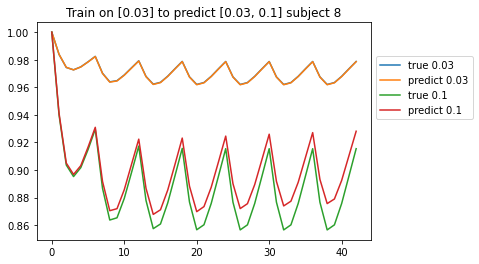 Train on [0.03] to predict [0.03, 0.1] subject 8
1.00
0.98
0.96
0.94
0.92
0.90
0.88
0.86
0
10
20
30
40
true 0.03
predict 0.03
true 0.1
predict 0.1